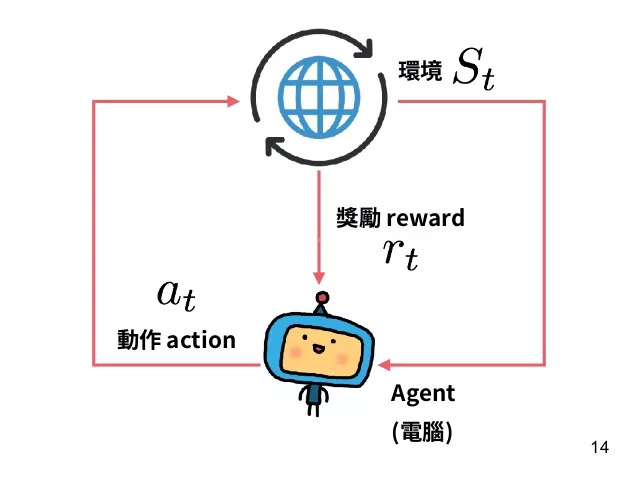 環境 S_t
獎勵 reward
r_t
a_t
動作 action
Agent
(電腦)
14